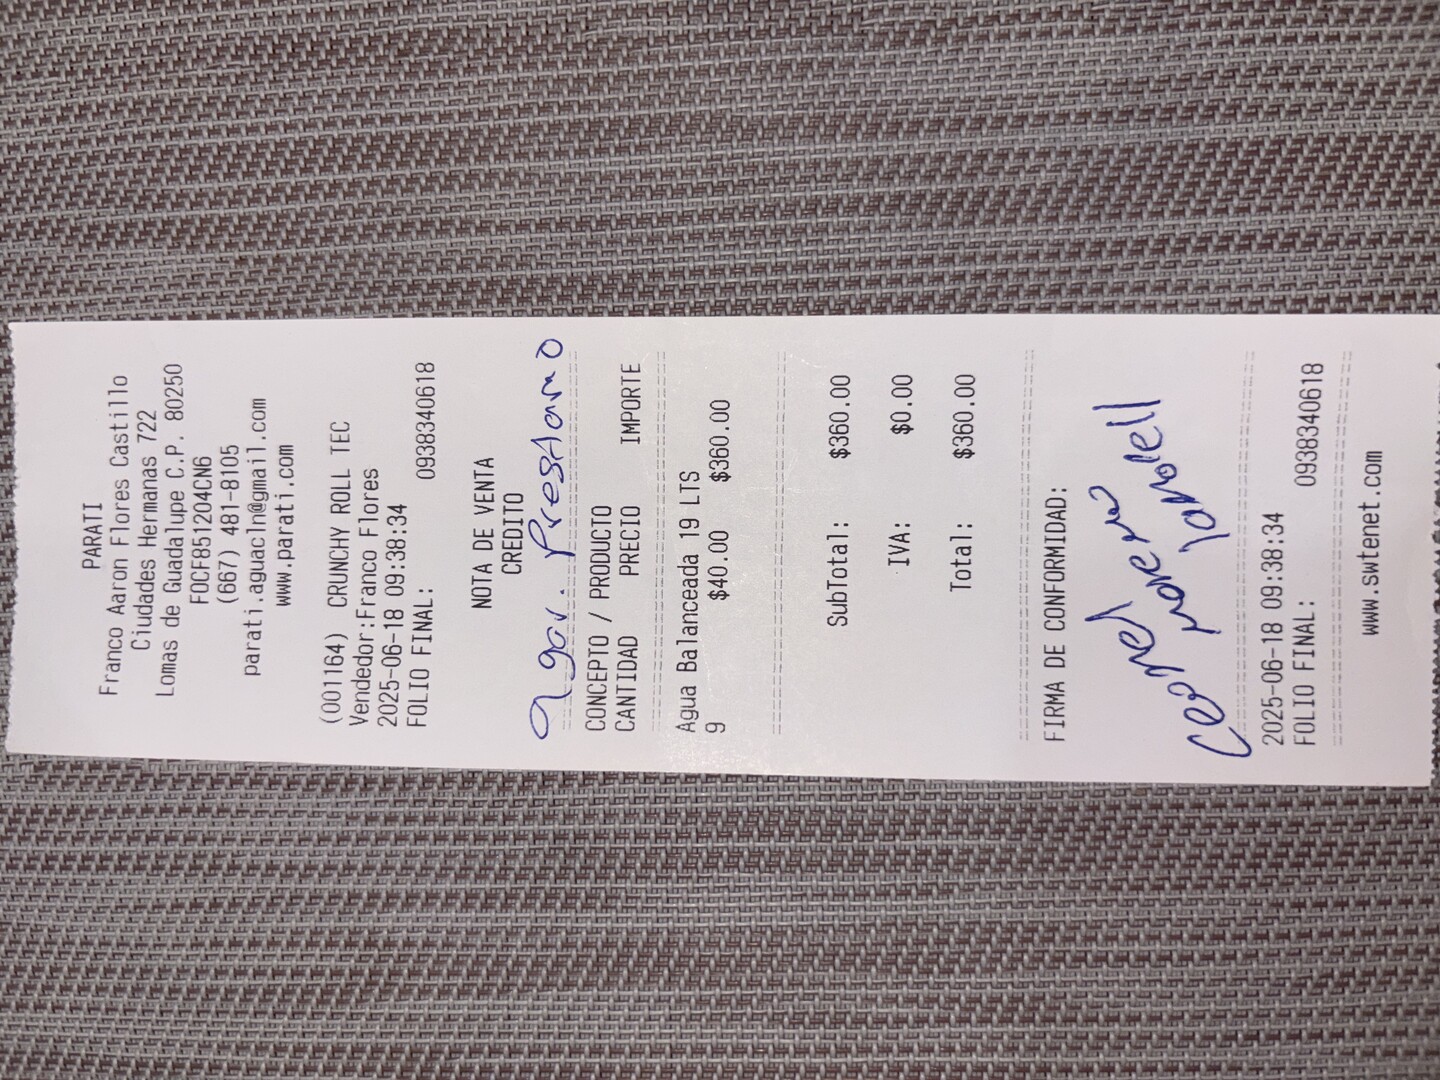 PARATI
Franco Aaron Flores Castillo
Ciudades Hermanas 722
Lomas de Guadalupe C.P. 80250
FOCF851204CN6
(667) 481-8105
parati.aguacln@gmail.com
www.parati.com
(001164) CRUNCHY ROLL TEC
Vendedor:Franco Flores
2025-06-18 09:38:34
FOLIO FINAL: 0938340618
NOTA DE VENTA
CREDITO
9 gar. Prestamo
CONCEPTO / PRODUCTO
CANTIDAD PRECIO IMPORTE
Agua Balanceada 19 LTS
9 $40.00 $360.00
SubTotal: $360.00
IVA: $0.00
Total: $360.00
FIRMA DE CONFORMIDAD:
2025-06-18 09:38:34
FOLIO FINAL: 0938340618
www.swtenet.com